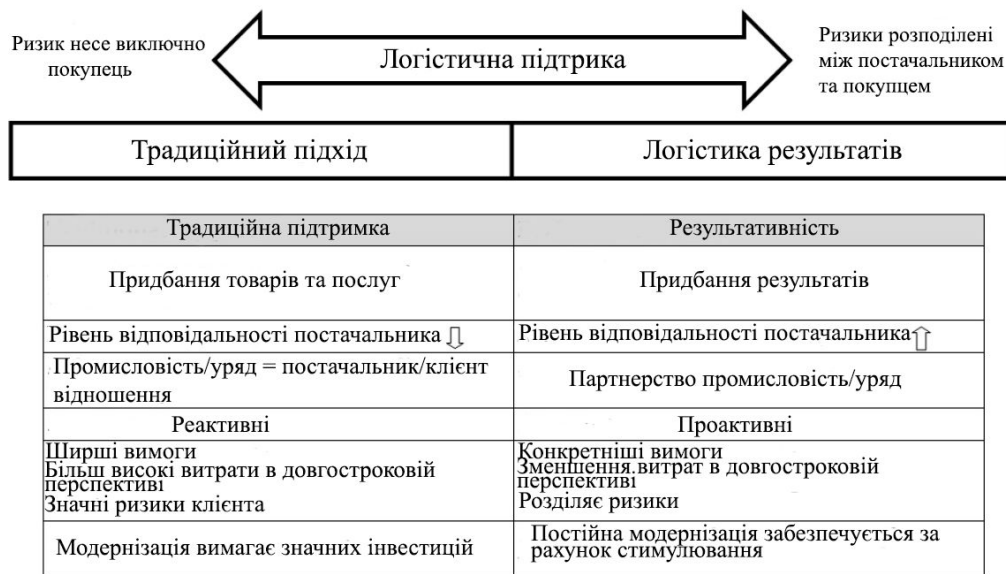 Ризик несе виключно
покупець
Логістична підтрика
Ризики розподілені
між постачальником
та покупцем
Традиційний підхід
Логістика результатів
Традиційна підтримка
Результативність
Придбання товарів та послуг
Придбання результатів
Рівень відповідальності постачальника
Рівень відповідальності постачальника
Промисловість/уряд = постачальник/клієнт
відношення
Партнерство промисловість/уряд
Реактивні
Проактивні
Ширші вимоги
Більш високі витрати в довгостроковій
перспективі
Значні ризики клієнта
Конкретніші вимоги
Зменшення витрат в довгостроковій
перспективі
Розділяє ризики
Модернізація вимагає значних інвестицій
Постійна модернізація забезпечується за
рахунок стимулювання